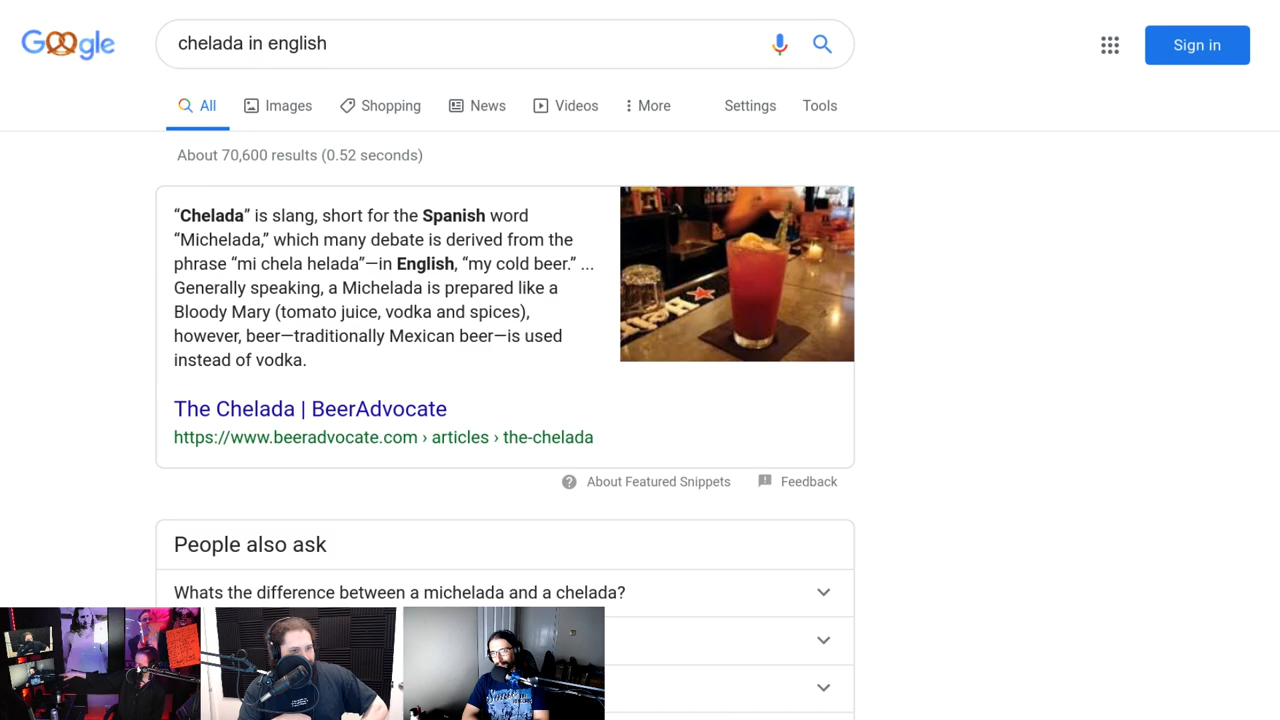 Google
chelada in english
Sign in
All Images Shopping News Videos More Settings Tools
About 70,600 results (0.52 seconds)
“Chelada” is slang, short for the Spanish word
“Michelada,” which many debate is derived from the
phrase “mi chela helada”—in English, “my cold beer.” ...
Generally speaking, a Michelada is prepared like a
Bloody Mary (tomato juice, vodka and spices),
however, beer—traditionally Mexican beer—is used
instead of vodka.
The Chelada | BeerAdvocate
https://www.beeradvocate.com › articles › the-chelada
About Featured Snippets Feedback
People also ask
Whats the difference between a michelada and a chelada?